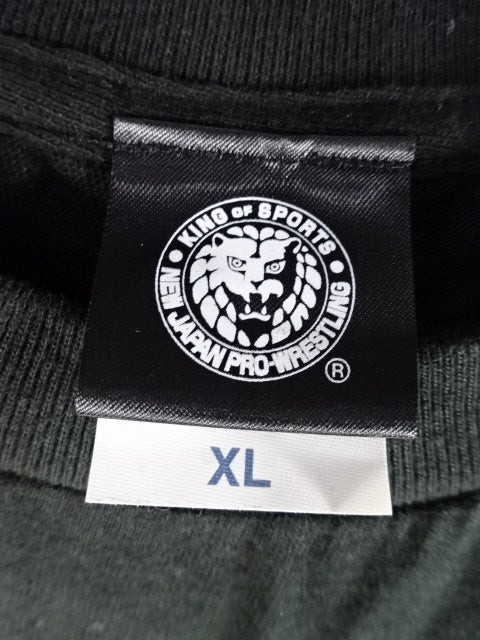 KING OF SPORTS
NEW JAPAN PRO-WRESTLING
®
XL